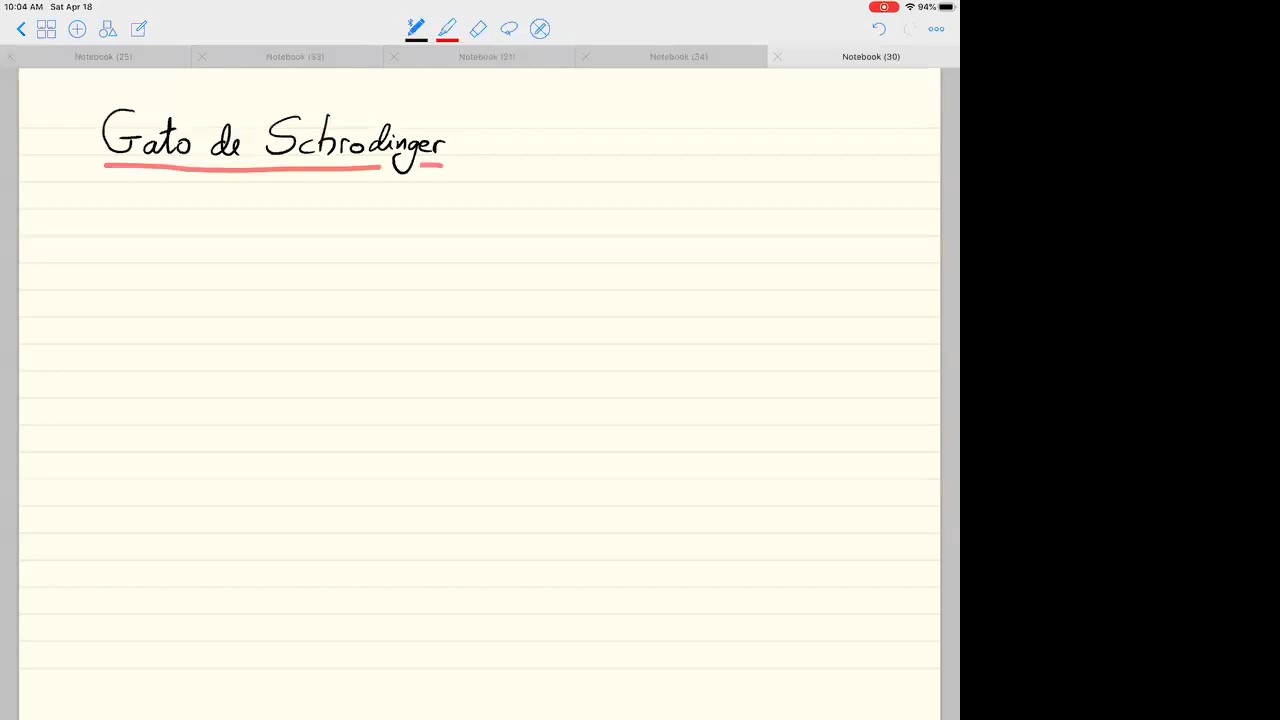 10:04 AM Sat Apr 18
94%
Notebook (25)
Notebook (53)
Notebook (21)
Notebook (34)
Notebook (30)
Gato de Schrodinger